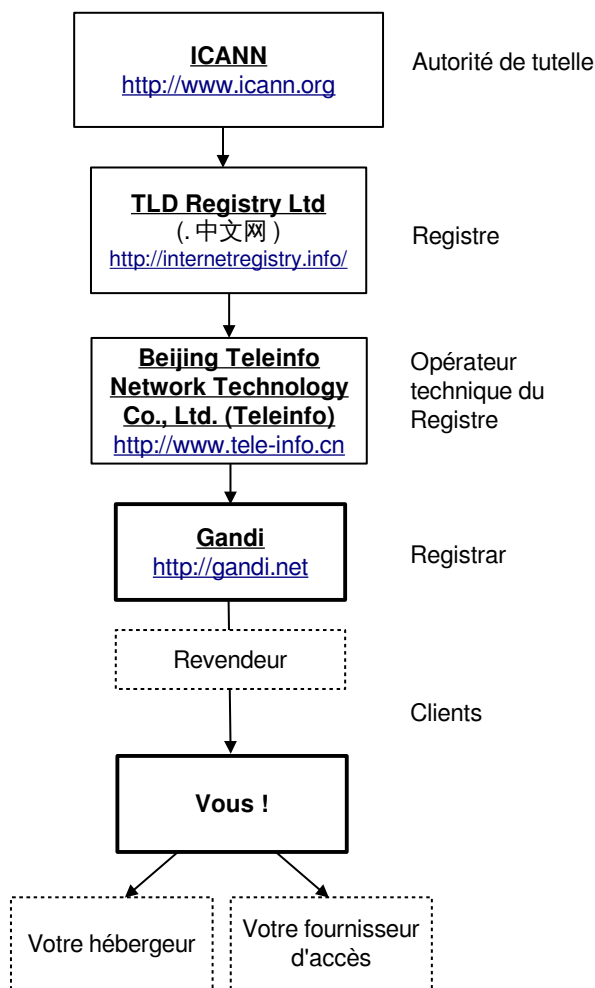 ICANN
http://www.icann.org
Autorité de tutelle
TLD Registry Ltd
(. 中文网 )
http://internetregistry.info/
Registre
Beijing Teleinfo
Network Technology
Co., Ltd. (Teleinfo)
http://www.tele-info.cn
Opérateur
technique du
Registre
Gandi
http://gandi.net
Registrar
Revendeur
Clients
Vous !
Votre hébergeur
Votre fournisseur
d'accès